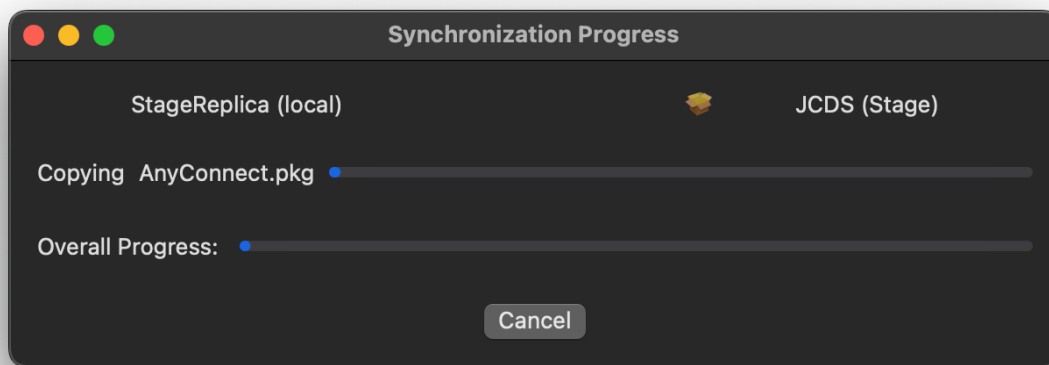 Synchronization Progress
StageReplica (local) JCDS (Stage)
Copying AnyConnect.pkg
Overall Progress:
Cancel